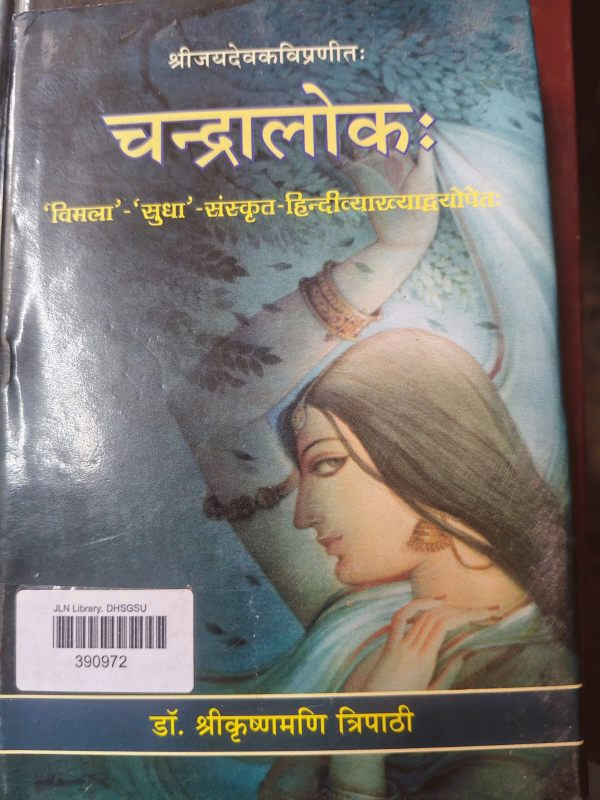 श्रीजयदेवकविप्रणीतः
चन्द्रालोकः
'विमला'-'सुधा'-संस्कृत-हिन्दीव्याख्याद्वयोपेतः
JLN Library, DHSGSU
390972
डॉ. श्रीकृष्णमणि त्रिपाठी